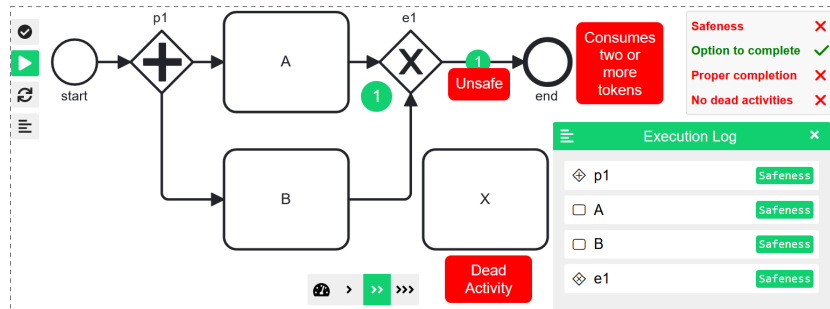 p1
e1
A
start
1
1
Unsafe
end
Consumes
two or
more
tokens
Safeness
Option to complete
Proper completion
No dead activities
B
X
Dead
Activity
Execution Log
p1 Safeness
A Safeness
B Safeness
e1 Safeness